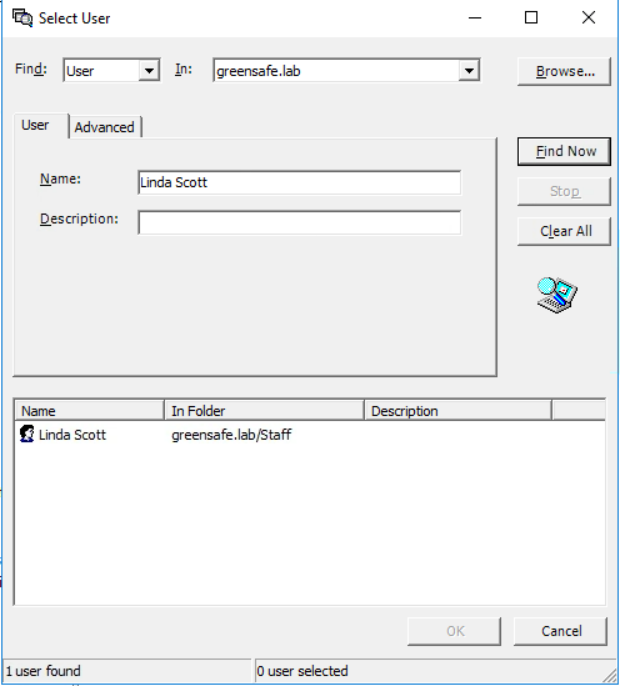 Select User
Find: User In: greensafe.lab Browse...
User Advanced
Find Now
Name: Linda Scott
Stop
Description:
Clear All
Name In Folder Description
Linda Scott greensafe.lab/Staff
OK Cancel
1 user found 0 user selected